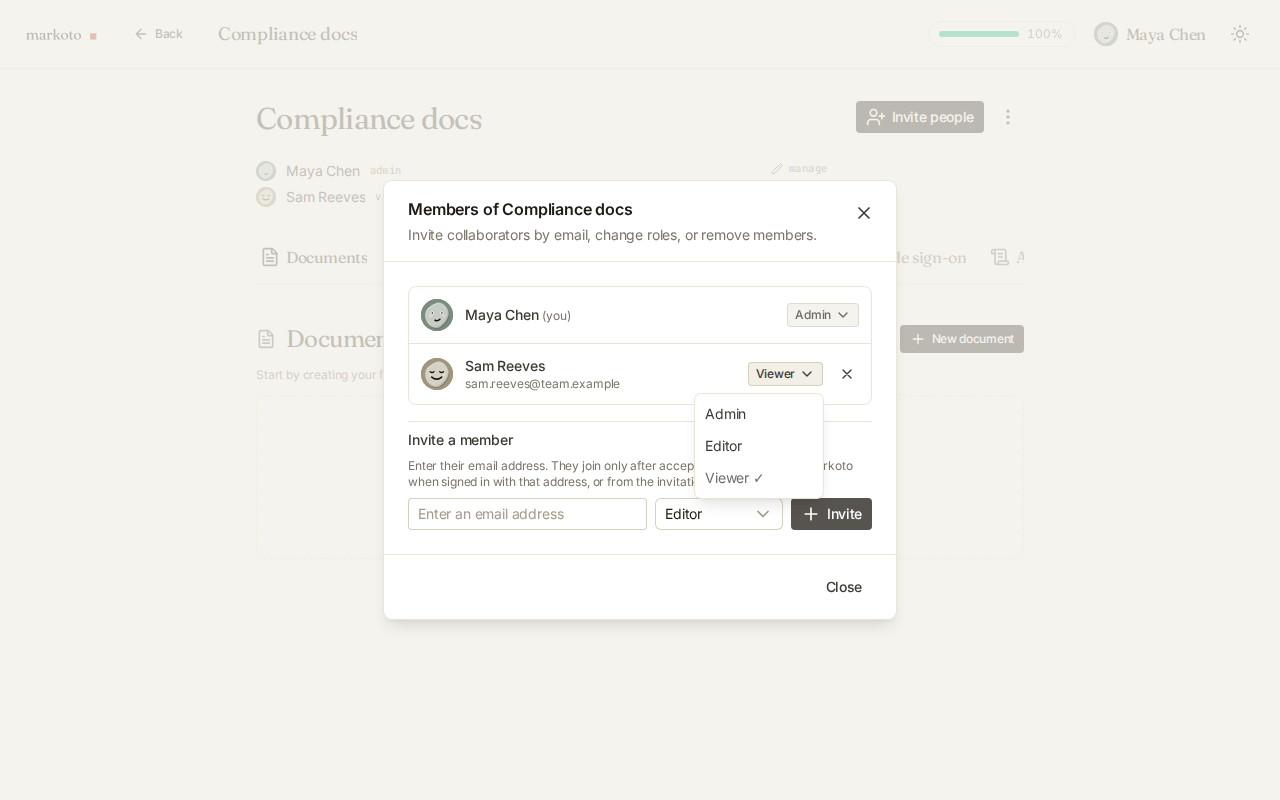 markoto
Back
Compliance docs
100%
Maya Chen
Compliance docs
Invite people
Maya Chen admin
manage
Sam Reeves
Documents
sign-on
Members of Compliance docs
Invite collaborators by email, change roles, or remove members.
Maya Chen (you)
Admin
Sam Reeves
sam.reeves@team.example
Viewer
Admin
Editor
Viewer ✓
Invite a member
Enter their email address. They join only after
when signed in with that address, or from the
Enter an email address
Editor
Invite
Close
New document
Start by creating your